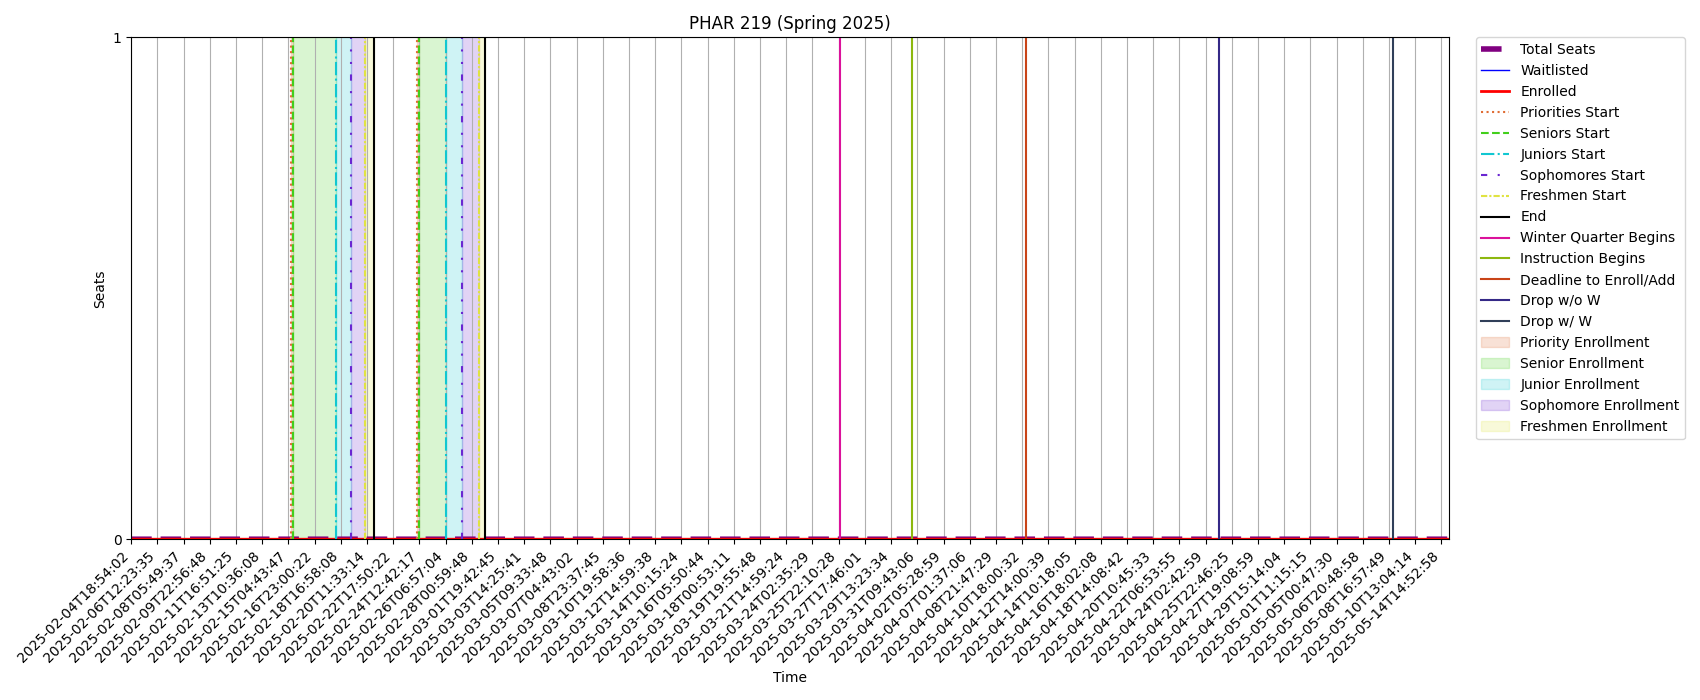 PHAR 219 (Spring 2025)
1
0
Seats
2025-02-04T18:54:02
2025-02-06T12:23:35
2025-02-08T05:49:37
2025-02-09T22:56:48
2025-02-11T16:51:25
2025-02-13T10:36:08
2025-02-15T04:43:47
2025-02-16T23:00:22
2025-02-18T16:58:08
2025-02-20T11:33:14
2025-02-22T17:50:22
2025-02-24T12:42:17
2025-02-26T06:57:04
2025-02-28T00:59:48
2025-03-01T19:42:45
2025-03-03T14:25:41
2025-03-05T09:33:48
2025-03-07T04:43:02
2025-03-08T23:37:45
2025-03-10T19:58:36
2025-03-12T14:59:38
2025-03-14T10:15:24
2025-03-16T05:50:44
2025-03-18T00:53:11
2025-03-19T19:55:48
2025-03-21T14:59:24
2025-03-24T02:35:29
2025-03-25T22:10:28
2025-03-27T17:46:01
2025-03-29T13:23:34
2025-03-31T09:43:06
2025-04-02T05:28:59
2025-04-07T01:37:06
2025-04-08T21:47:29
2025-04-10T18:00:32
2025-04-12T14:00:39
2025-04-14T10:18:05
2025-04-16T18:02:08
2025-04-18T14:08:42
2025-04-20T10:45:33
2025-04-22T06:53:55
2025-04-24T02:42:59
2025-04-25T22:46:25
2025-04-27T19:08:59
2025-04-29T15:14:04
2025-05-01T11:15:15
2025-05-05T00:47:30
2025-05-06T20:48:58
2025-05-08T16:57:49
2025-05-10T13:04:14
2025-05-14T14:52:58
Time
Total Seats
Waitlisted
Enrolled
Priorities Start
Seniors Start
Juniors Start
Sophomores Start
Freshmen Start
End
Winter Quarter Begins
Instruction Begins
Deadline to Enroll/Add
Drop w/o W
Drop w/ W
Priority Enrollment
Senior Enrollment
Junior Enrollment
Sophomore Enrollment
Freshmen Enrollment